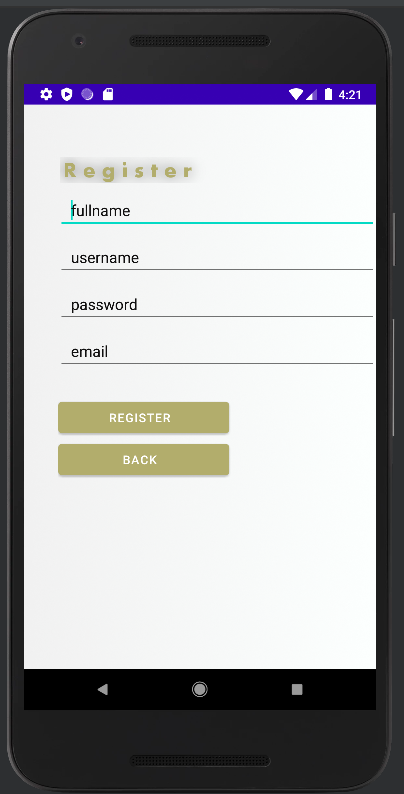 4:21
Register
fullname
username
password
email
REGISTER
BACK